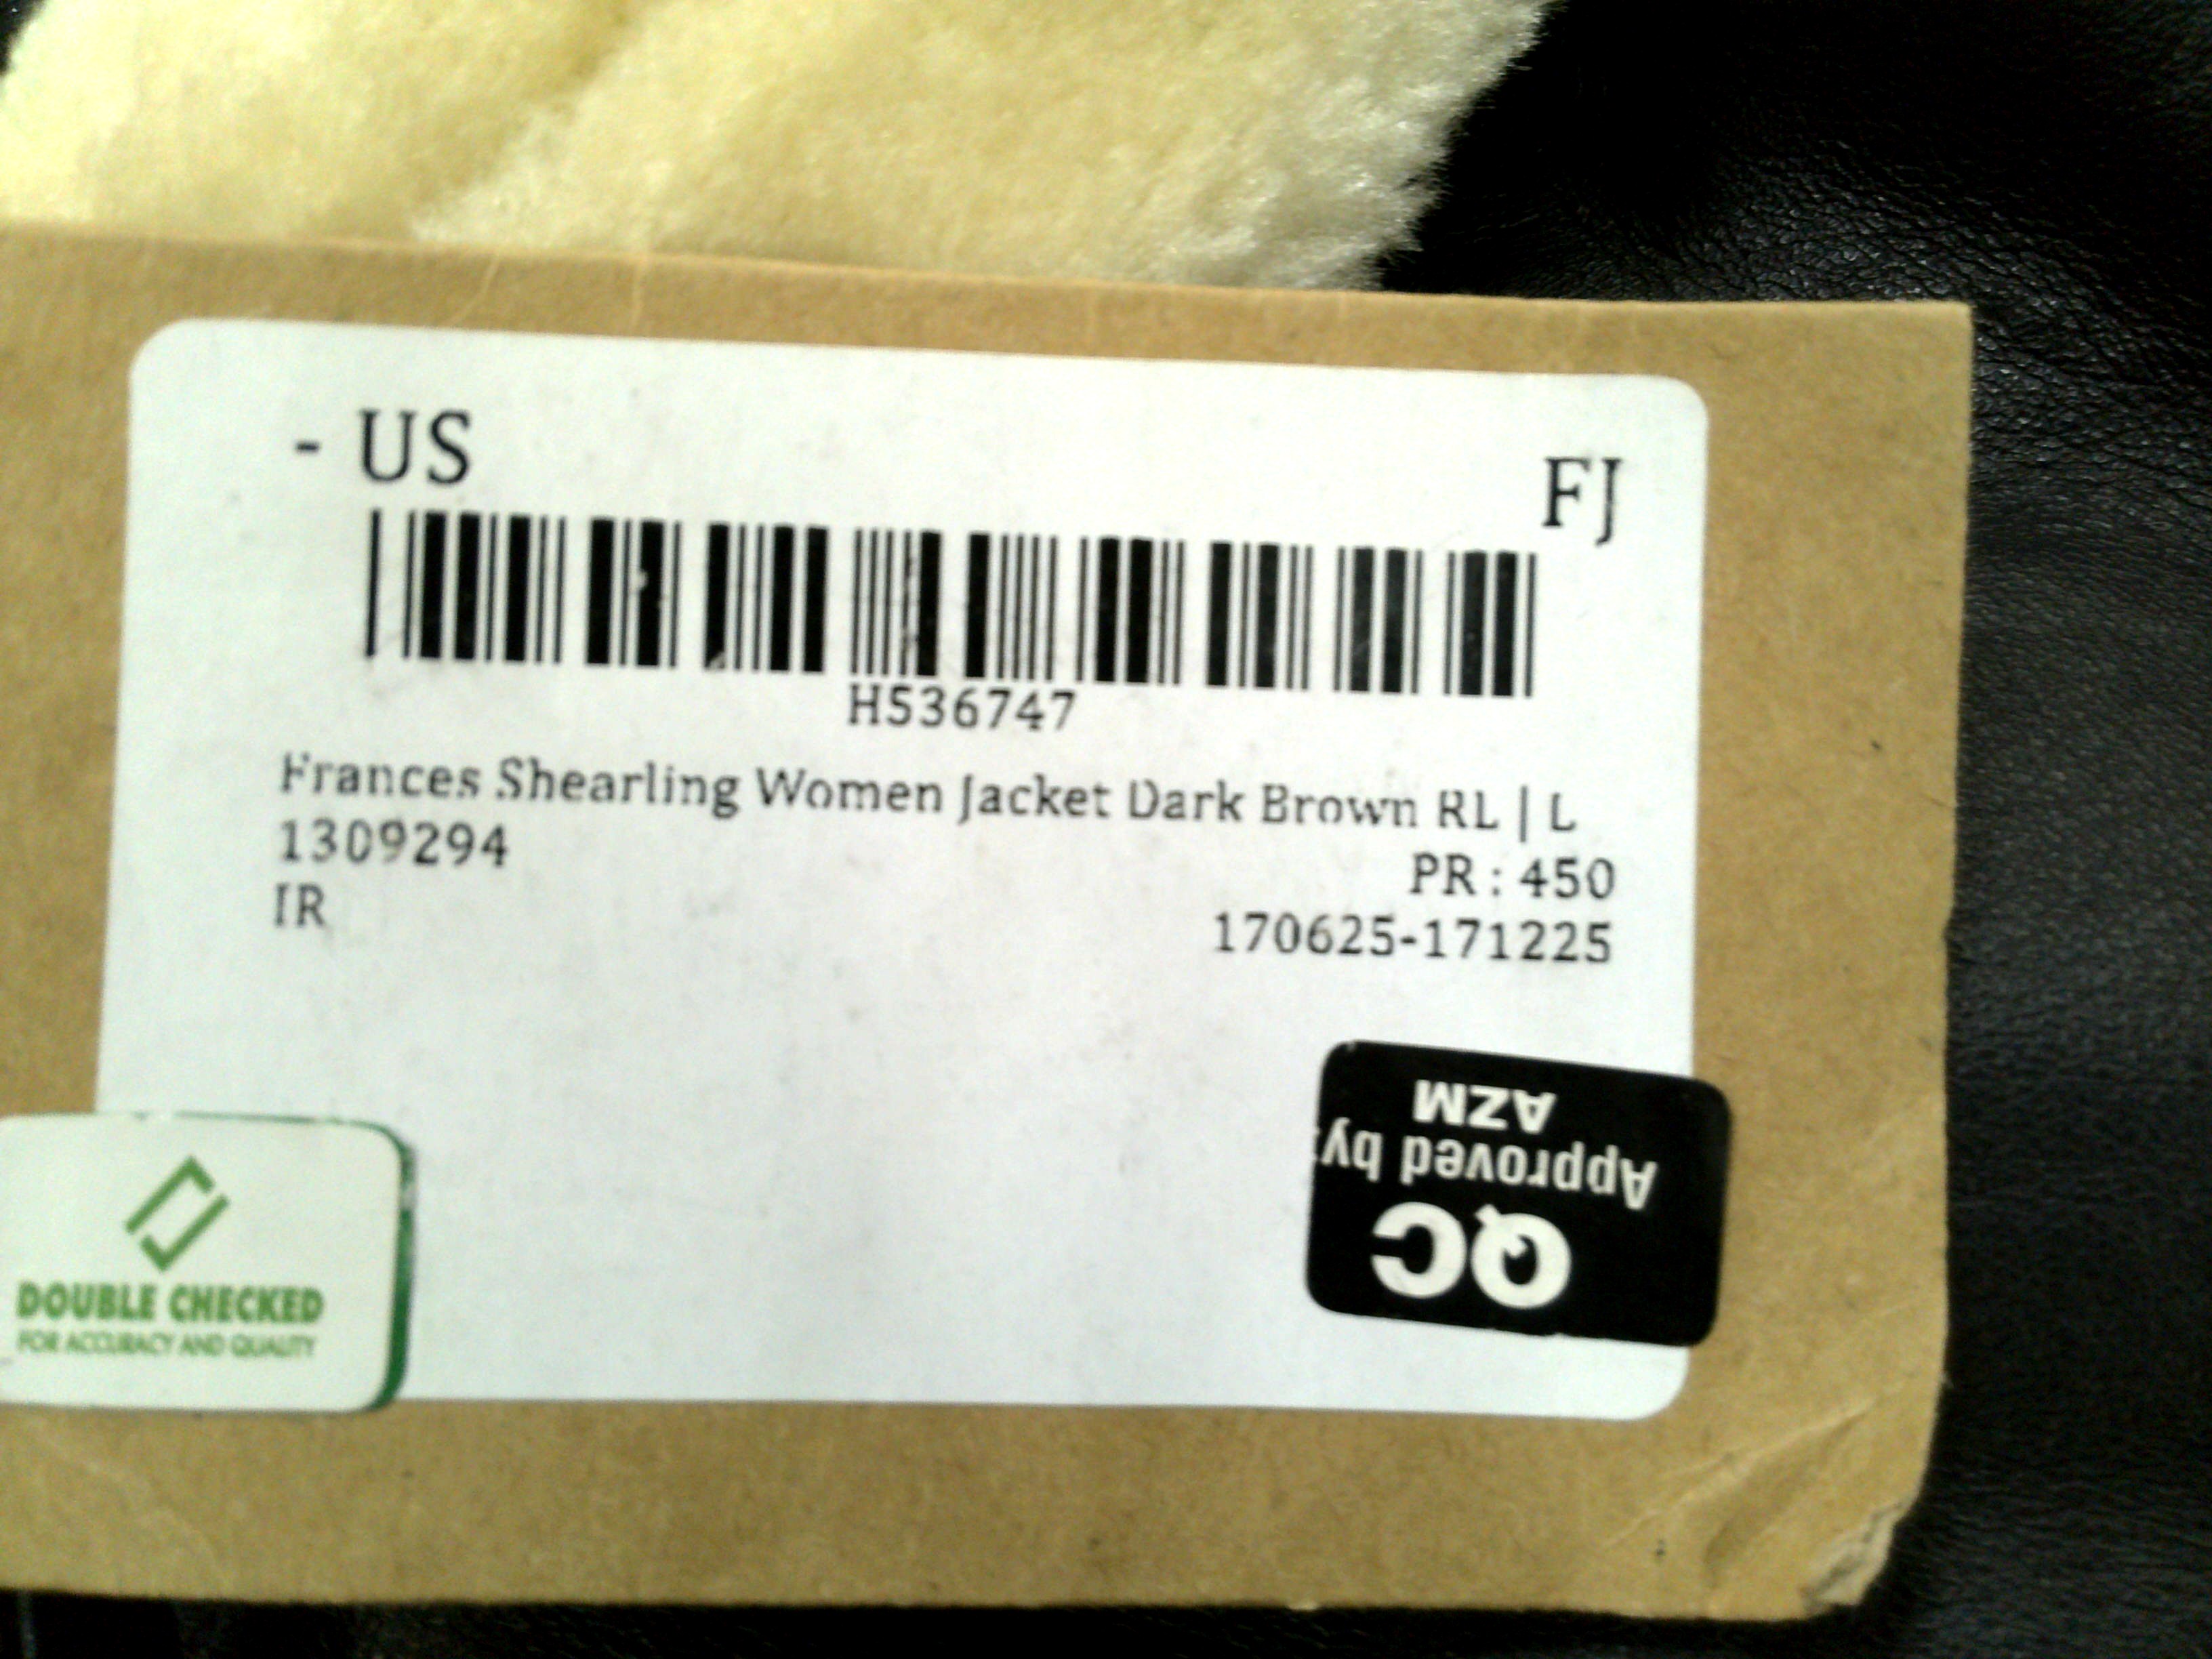 - US
FJ
H536747
Frances Shearling Women Jacket Dark Brown RL | L
1309294
PR : 450
IR
170625-171225
QC
Approved by:
AZM
DOUBLE CHECKED
FOR ACCURACY AND QUALITY